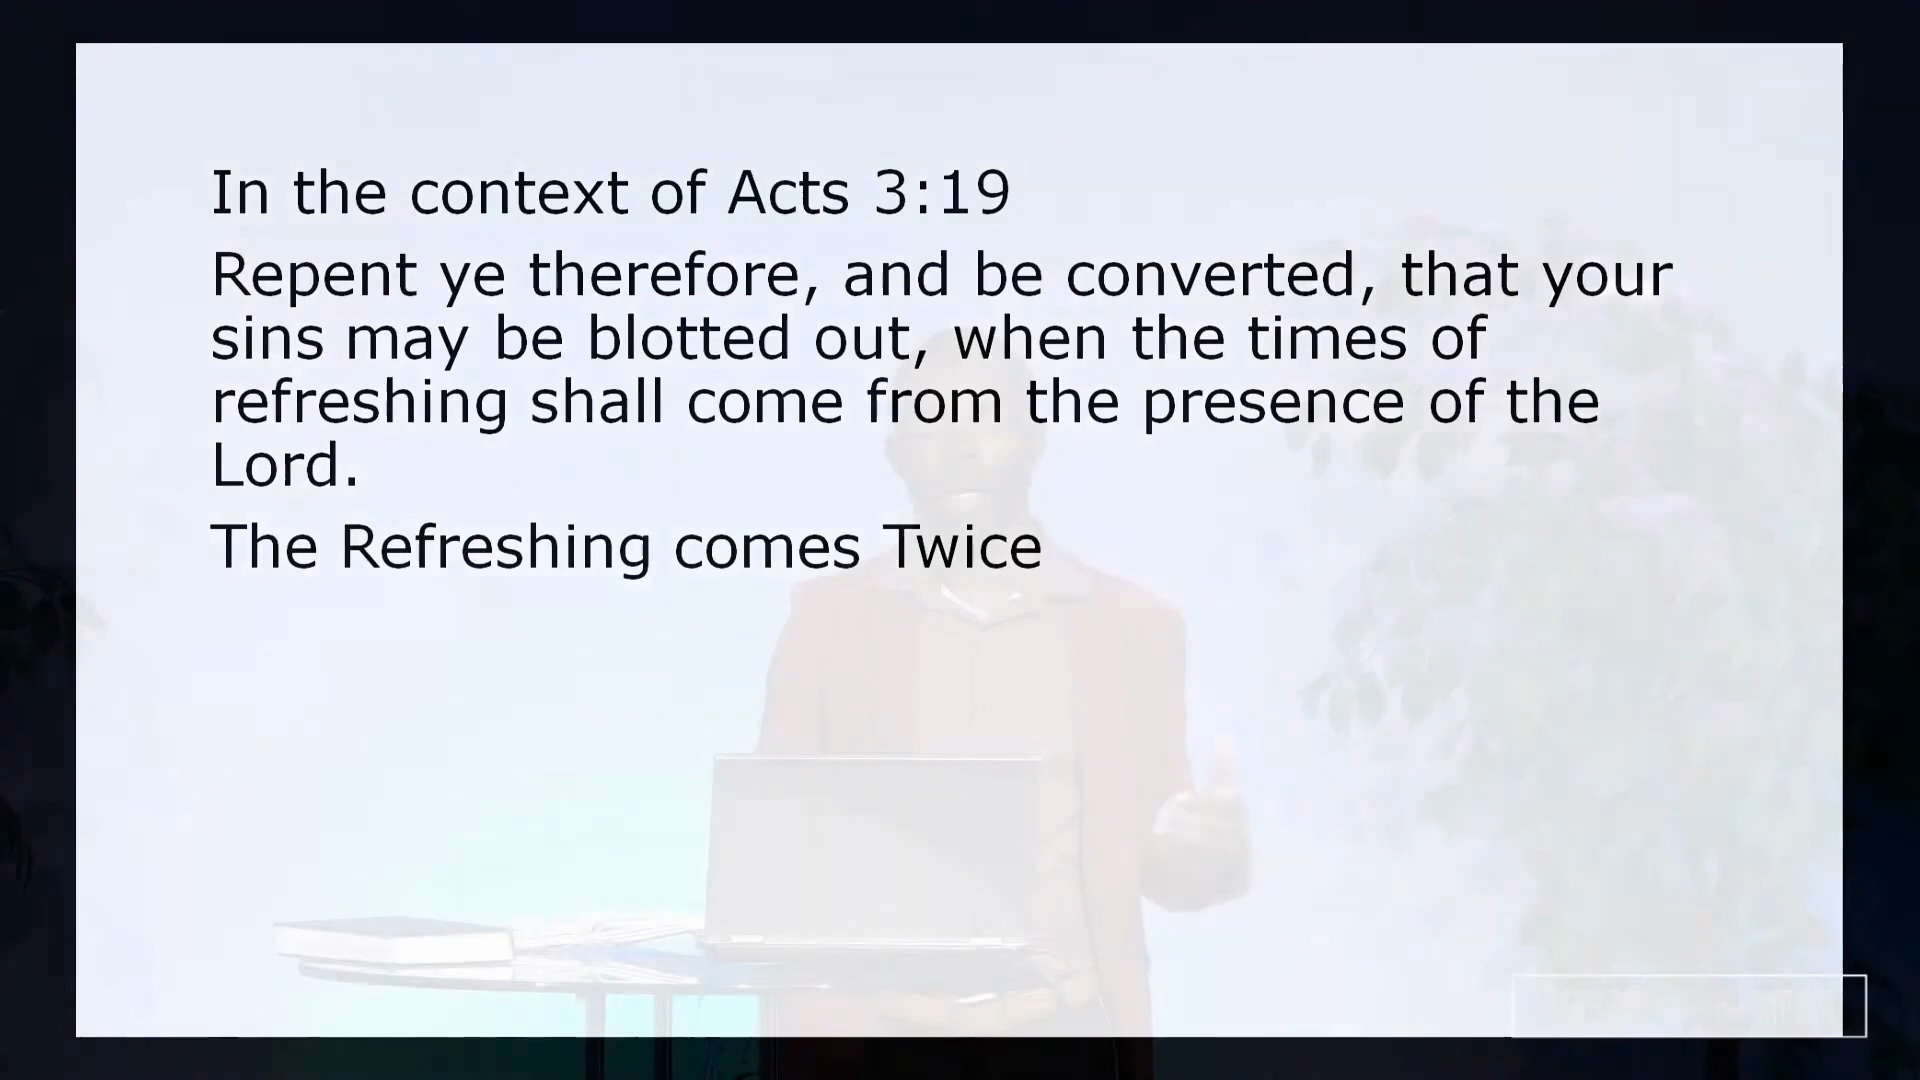 In the context of Acts 3:19
Repent ye therefore, and be converted, that your
sins may be blotted out, when the times of
refreshing shall come from the presence of the
Lord.
The Refreshing comes Twice